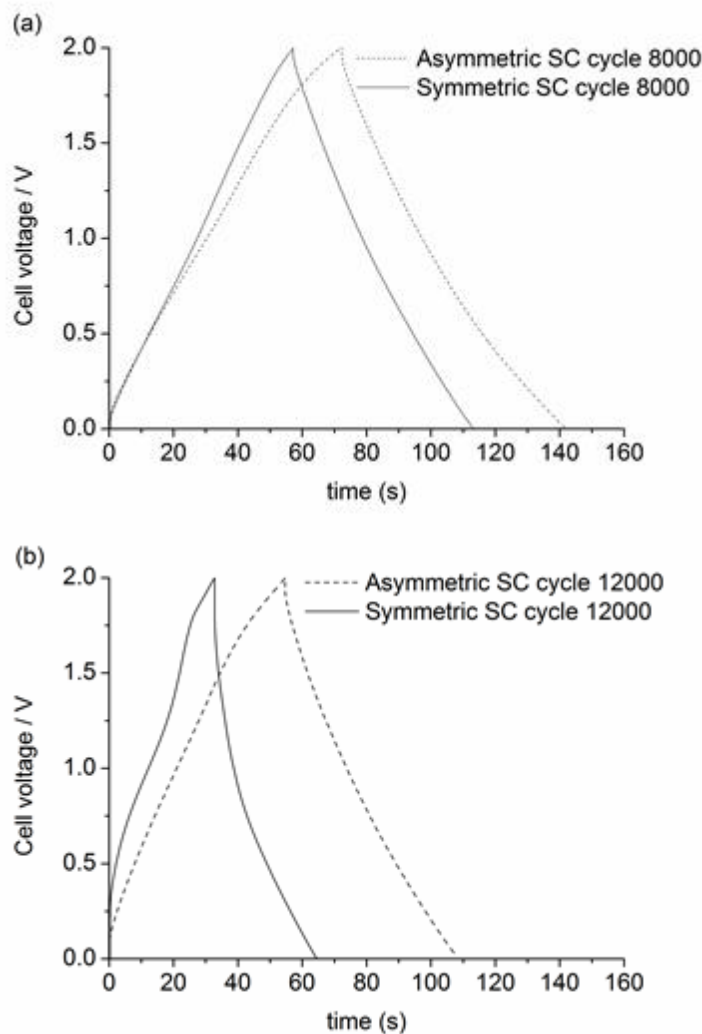 (a)
2.0
1.5
1.0
0.5
0.0
Cell voltage / V
Asymmetric SC cycle 8000
Symmetric SC cycle 8000
0 20 40 60 80 100 120 140 160
time (s)
(b)
2.0
1.5
1.0
0.5
0.0
Cell voltage / V
Asymmetric SC cycle 12000
Symmetric SC cycle 12000
0 20 40 60 80 100 120 140 160
time (s)